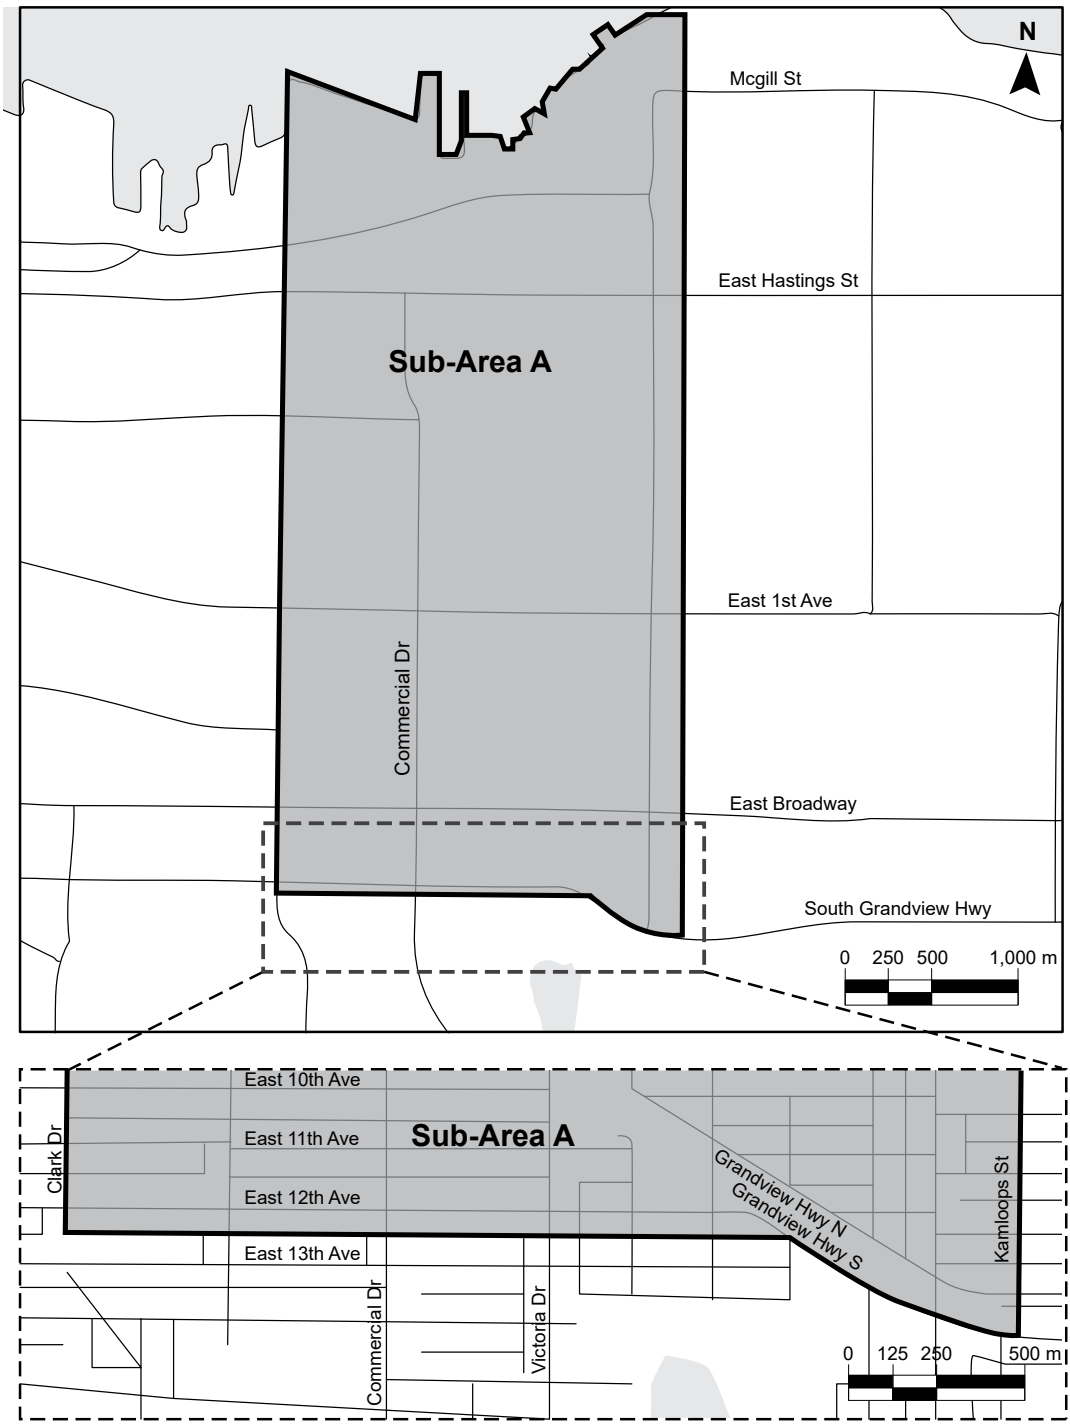 N
Mcgill St
East Hastings St
Sub-Area A
East 1st Ave
Commercial Dr
East Broadway
South Grandview Hwy
0 250 500 1,000 m
East 10th Ave
Clark Dr
East 11th Ave
Sub-Area A
East 12th Ave
Grandview Hwy N
Grandview Hwy S
Kamloops St
East 13th Ave
Commercial Dr
Victoria Dr
0 125 250 500 m